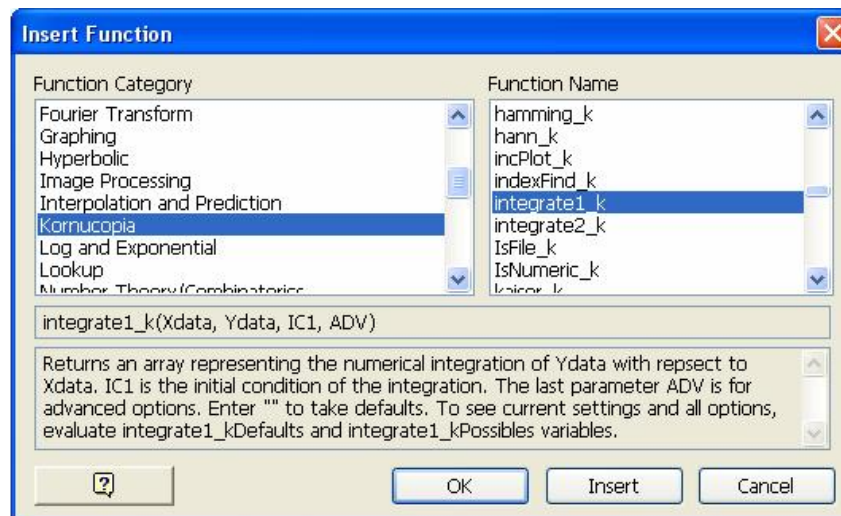 Insert Function
Function Category
Fourier Transform
Graphing
Hyperbolic
Image Processing
Interpolation and Prediction
Kornucopia
Log and Exponential
Lookup
Number Theory/Combinatorics
Function Name
hamming_k
hann_k
incPlot_k
indexFind_k
integrate1_k
integrate2_k
IsFile_k
IsNumeric_k
kaiser_k
integrate1_k(Xdata, Ydata, IC1, ADV)
Returns an array representing the numerical integration of Ydata with repsect to
Xdata. IC1 is the initial condition of the integration. The last parameter ADV is for
advanced options. Enter "" to take defaults. To see current settings and all options,
evaluate integrate1_kDefaults and integrate1_kPossibles variables.
OK
Insert
Cancel